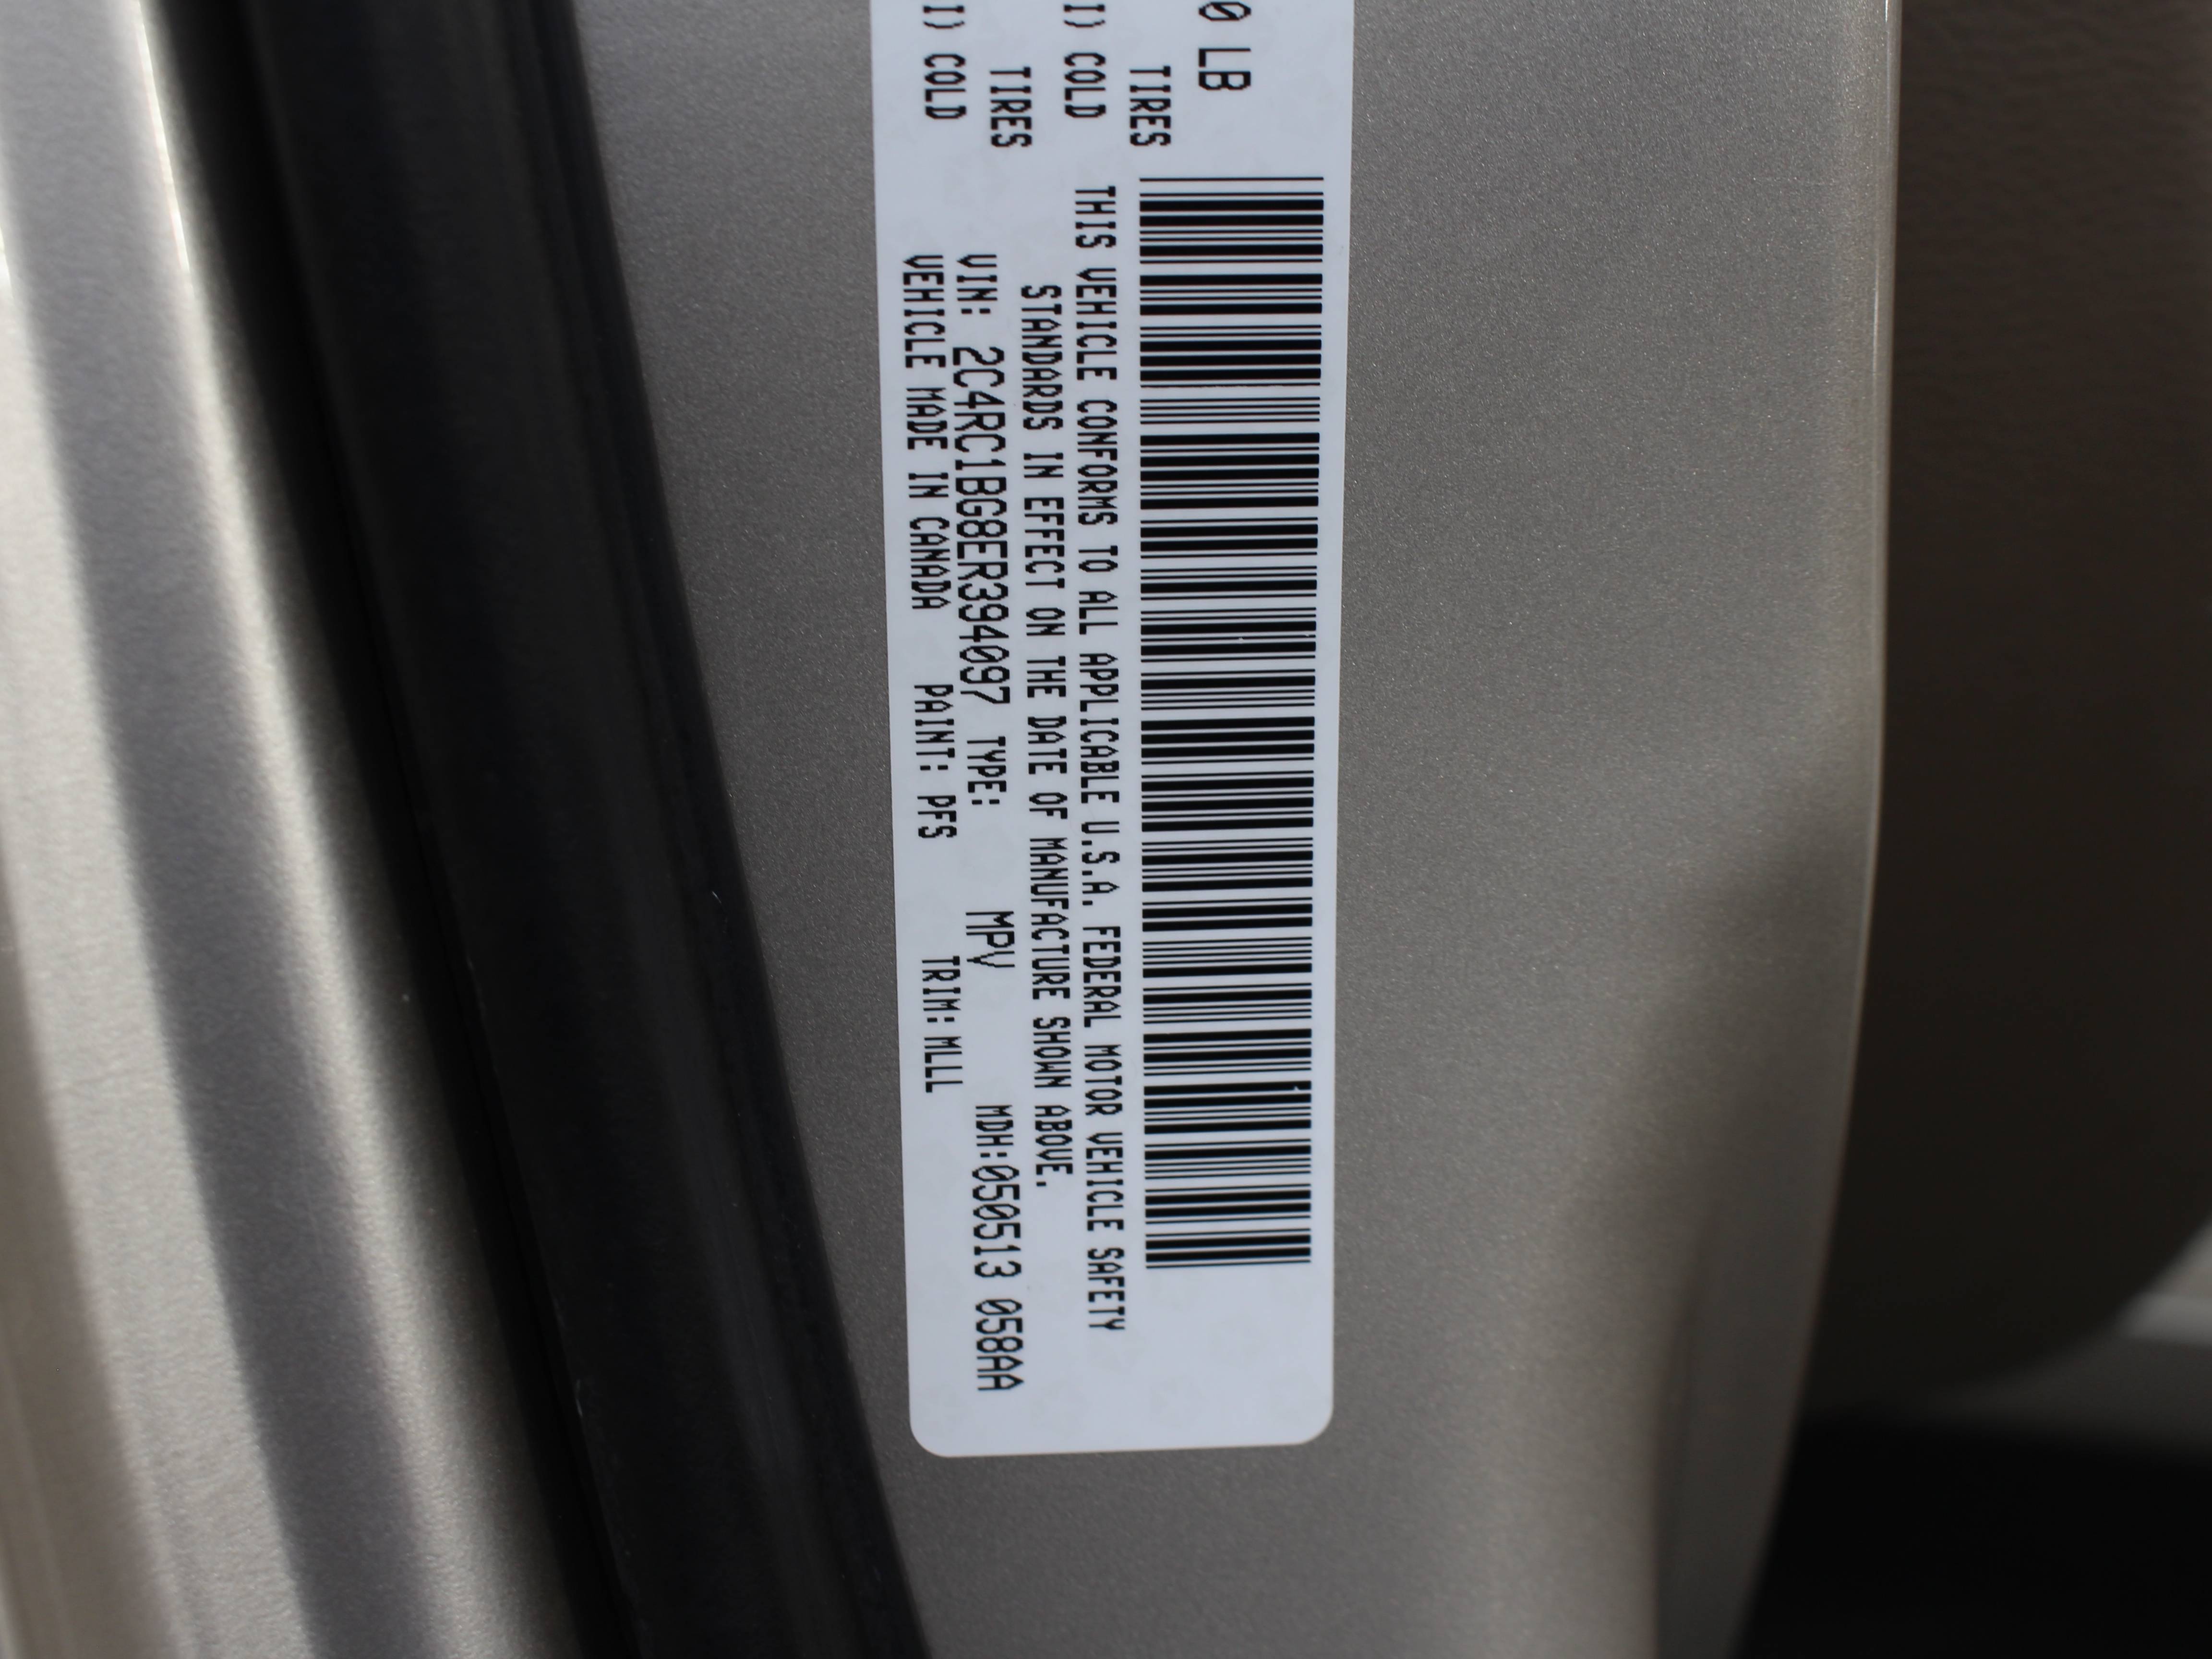 0 LB
TIRES
I) COLD
TIRES
I) COLD
THIS VEHICLE CONFORMS TO ALL APPLICABLE U.S.A. FEDERAL MOTOR VEHICLE SAFETY
STANDARDS IN EFFECT ON THE DATE OF MANUFACTURE SHOWN ABOVE.
VIN: 2C4RC1BG8ER394097 TYPE: MPV MDH:050513 058AA
VEHICLE MADE IN CANADA PAINT: PFS TRIM: MLLL